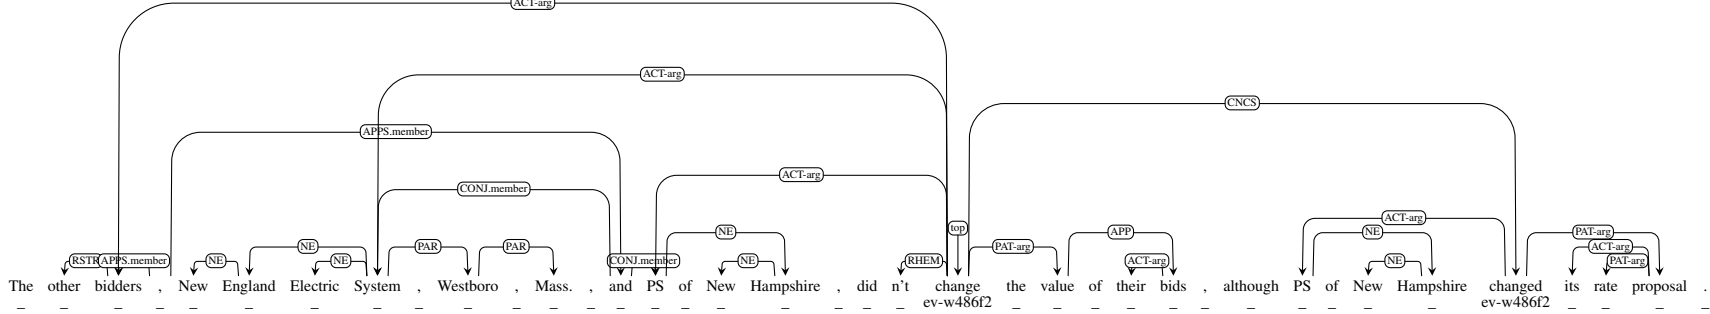 ACT-arg
ACT-arg
CNCS
APPS.member
ACT-arg
CONJ.member
ACT-arg
top
NE PAT-arg
NE APP
NE PAR PAR ACT-arg
RSTR APPS.member NE NE CONJ.member NE RHEM ACT-arg NE PAT-arg
The other bidders , New England Electric System , Westboro , Mass. , and PS of New Hampshire , did n't change the value of their bids , although PS of New Hampshire changed its rate proposal .
ev-w486f2 ev-w486f2
_ _ _ _ _ _ _ _ _ _ _ _ _ _ _ _ _ _ _ _ _ _ _ _ _ _ _ _ _ _ _ _ _ _ _ _ _